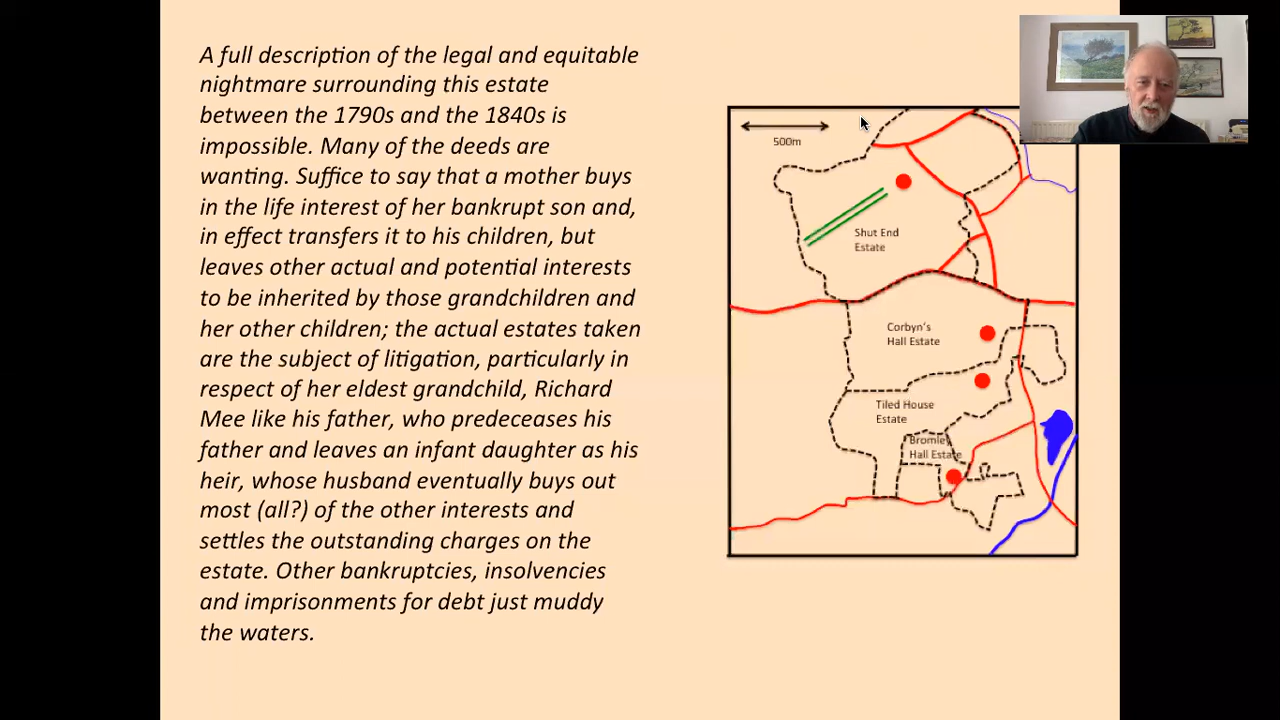 A full description of the legal and equitable
nightmare surrounding this estate
between the 1790s and the 1840s is
impossible. Many of the deeds are
wanting. Suffice to say that a mother buys
in the life interest of her bankrupt son and,
in effect transfers it to his children, but
leaves other actual and potential interests
to be inherited by those grandchildren and
her other children; the actual estates taken
are the subject of litigation, particularly in
respect of her eldest grandchild, Richard
Mee like his father, who predeceases his
father and leaves an infant daughter as his
heir, whose husband eventually buys out
most (all?) of the other interests and
settles the outstanding charges on the
estate. Other bankruptcies, insolvencies
and imprisonments for debt just muddy
the waters.
500m
Shut End
Estate
Corbyn's
Hall Estate
Tiled House
Estate
Bromley
Hall Estate